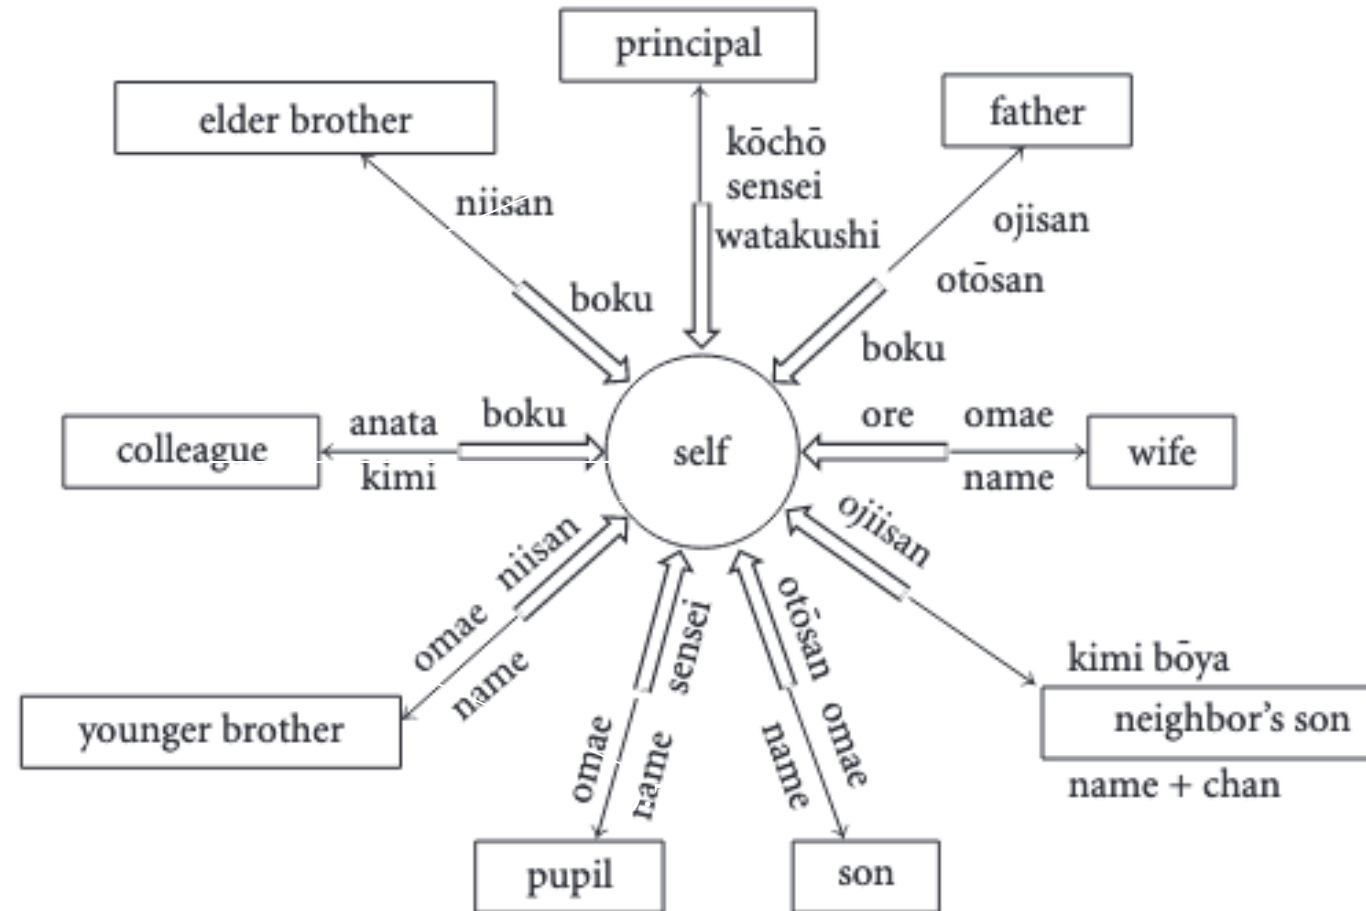 principal
elder brother
father
kōchō
sensei
niisan
watakushi
ojisan
otōsan
boku
boku
colleague
anata
kimi
boku
self
ore
omae
name
wife
niisan
omae
name
younger brother
sensei
omae
name
pupil
otōsan
omae
name
son
ojiisan
kimi bōya
neighbor’s son
name + chan